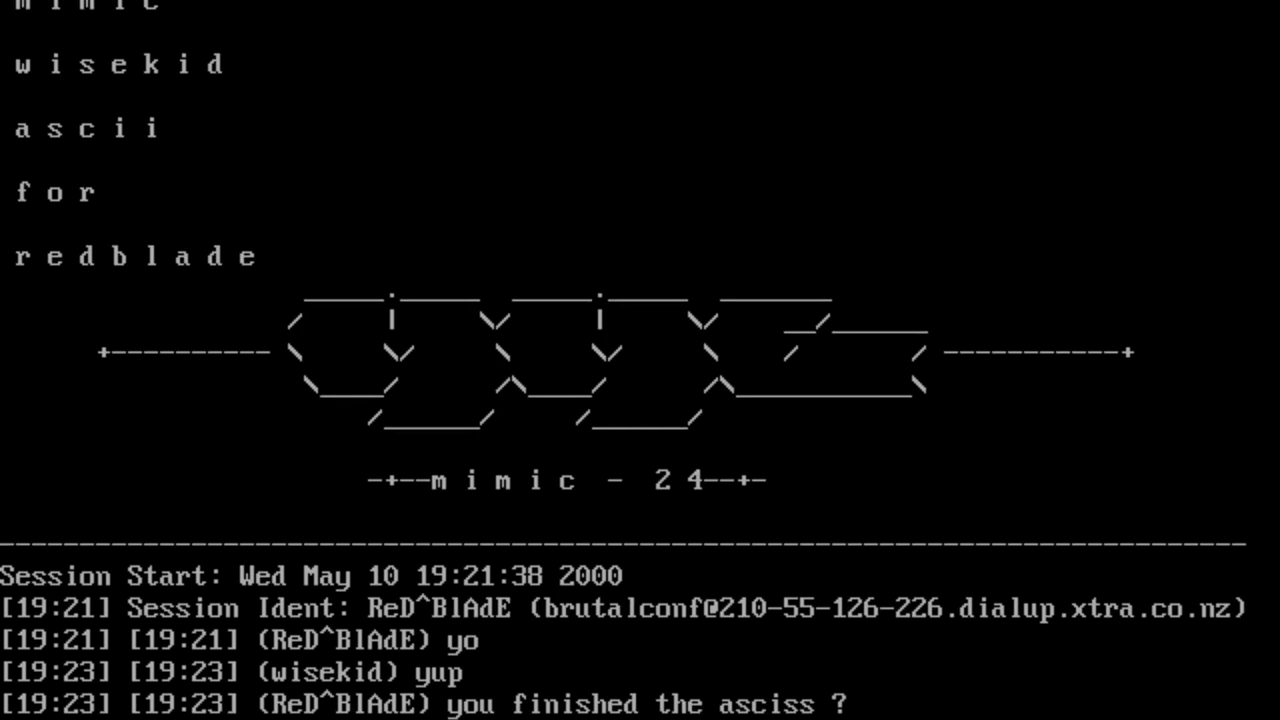 m i m i c
w i s e k i d
a s c i i
f o r
r e d b l a d e
-+--m i m i c - 2 4--+-
Session Start: Wed May 10 19:21:38 2000
[19:21] Session Ident: ReD^BlAdE (brutalconf@210-55-126-226.dialup.xtra.co.nz)
[19:21] [19:21] (ReD^BlAdE) yo
[19:23] [19:23] (wisekid) yup
[19:23] [19:23] (ReD^BlAdE) you finished the asciss ?